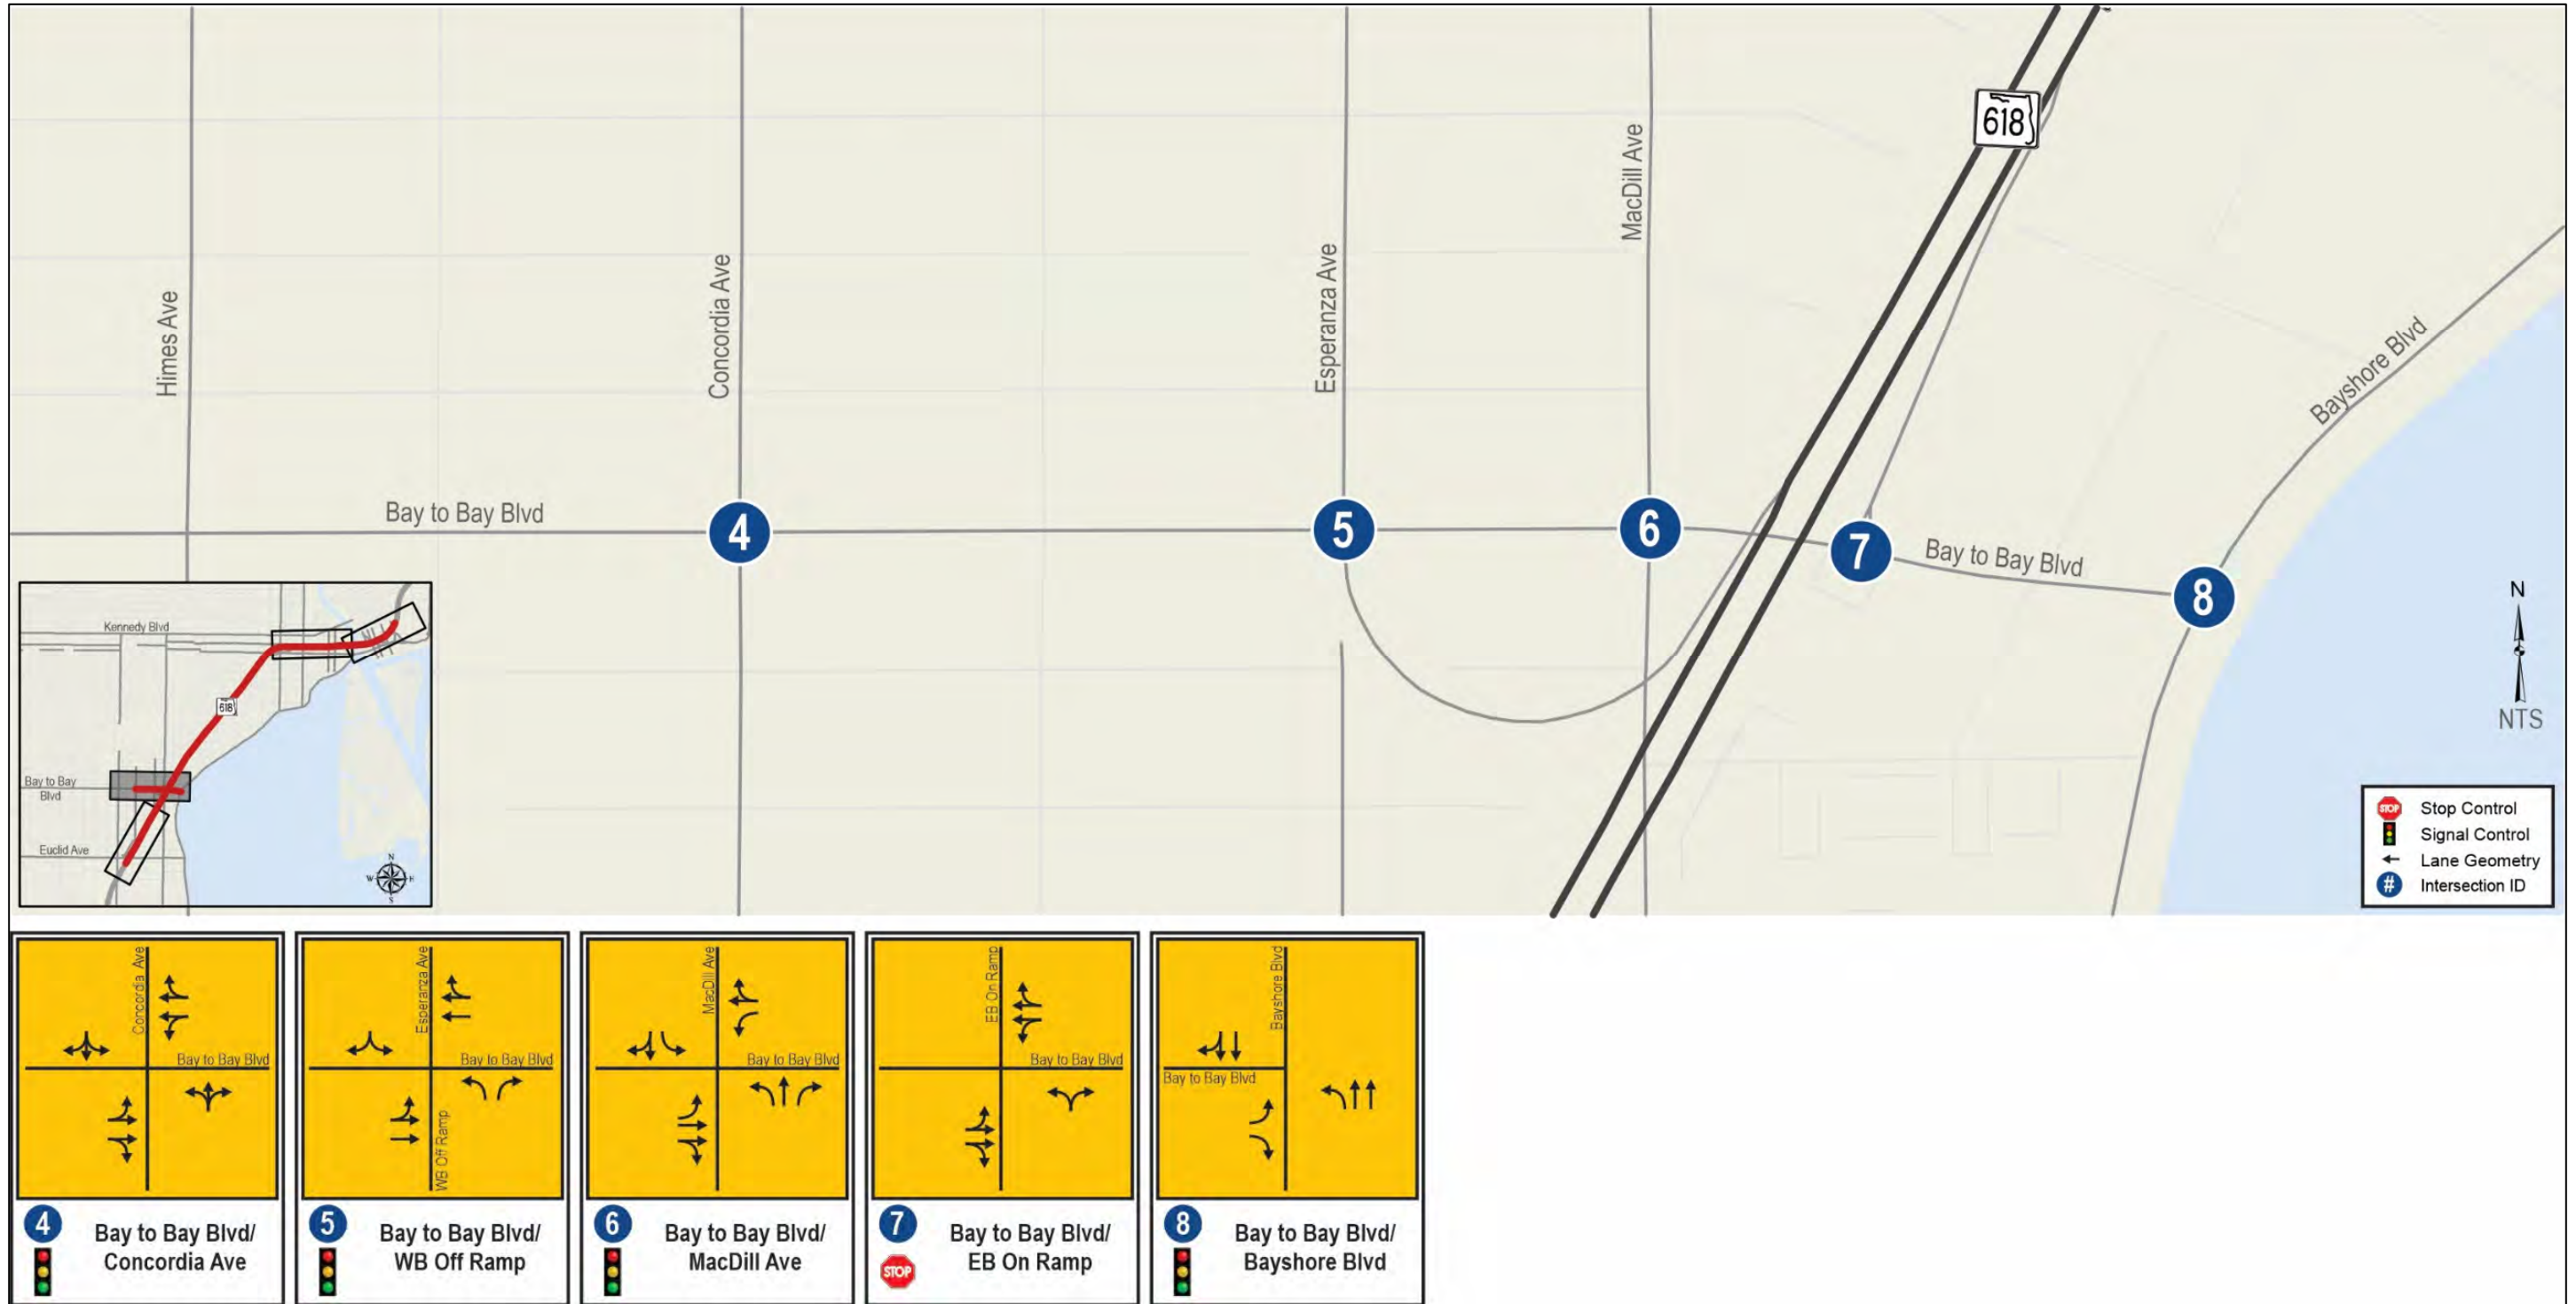 618
MacDill Ave
Esperanza Ave
Concordia Ave
Himes Ave
Bayshore Blvd
Bay to Bay Blvd
4
5
6
7
Bay to Bay Blvd
8
N
NTS
Kennedy Blvd
618
Bay to Bay
Blvd
Euclid Ave
N
W
S
STOP Stop Control
Signal Control
Lane Geometry
# Intersection ID
Concordia Ave
Bay to Bay Blvd
4
Bay to Bay Blvd/
Concordia Ave
Esperanza Ave
Bay to Bay Blvd
WB Off Ramp
5
Bay to Bay Blvd/
WB Off Ramp
MacDill Ave
Bay to Bay Blvd
6
Bay to Bay Blvd/
MacDill Ave
EB On Ramp
Bay to Bay Blvd
7
STOP
Bay to Bay Blvd/
EB On Ramp
Bayshore Blvd
Bay to Bay Blvd
8
Bay to Bay Blvd/
Bayshore Blvd